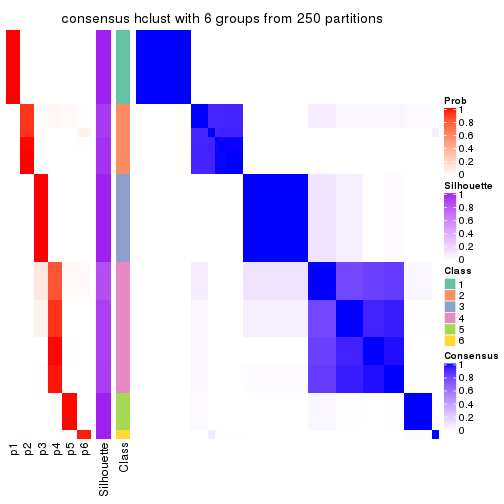 consensus hclust with 6 groups from 250 partitions
Prob
1
0.8
0.6
0.4
0.2
0
Silhouette
1
0.8
0.6
0.4
0.2
0
Class
1
2
3
4
5
6
Consensus
1
0.8
0.6
0.4
0.2
0
p1
p2
p3
p4
p5
p6
Silhouette
Class